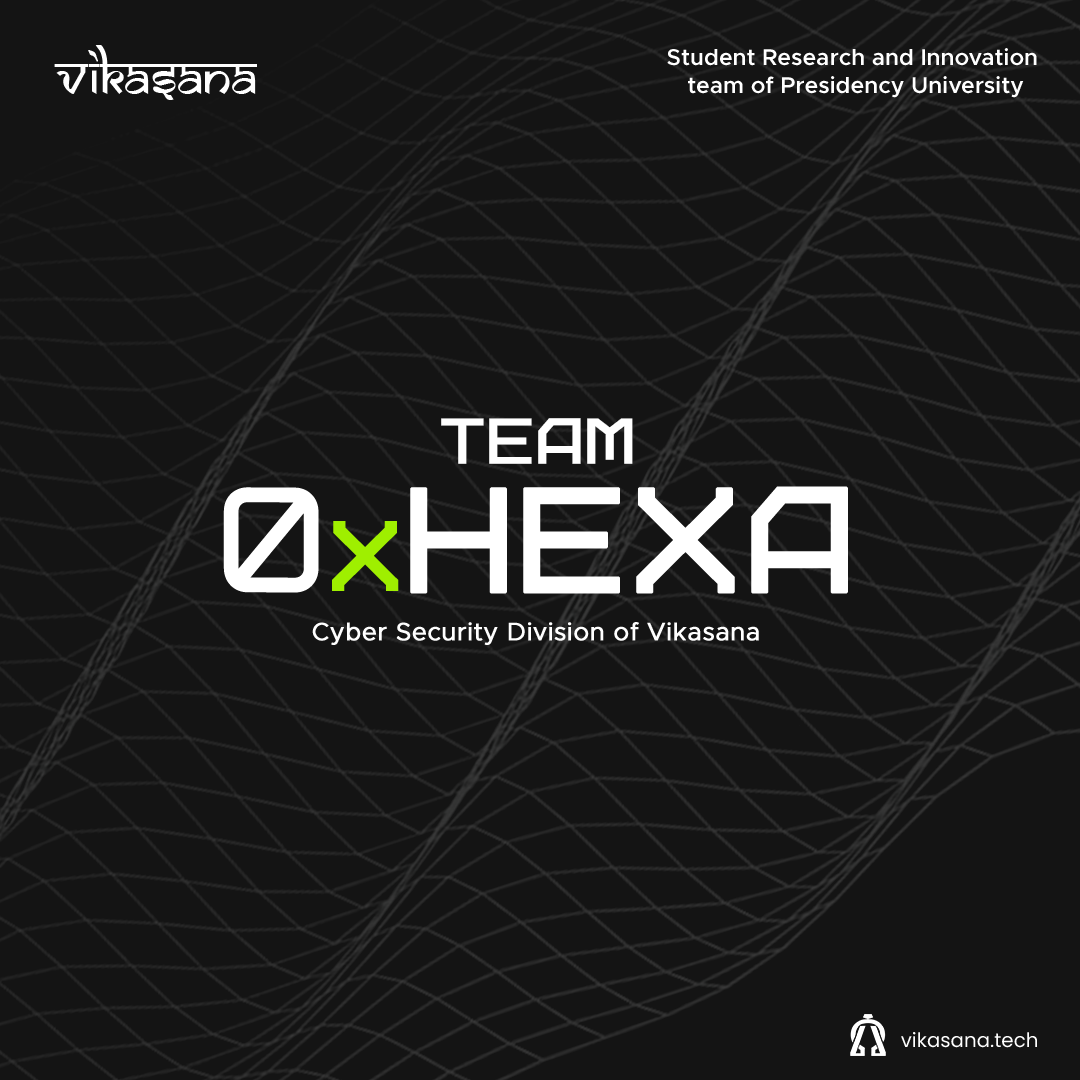 vikasana
Student Research and Innovation
team of Presidency University
TEAM
0xHEXA
Cyber Security Division of Vikasana
vikasana.tech